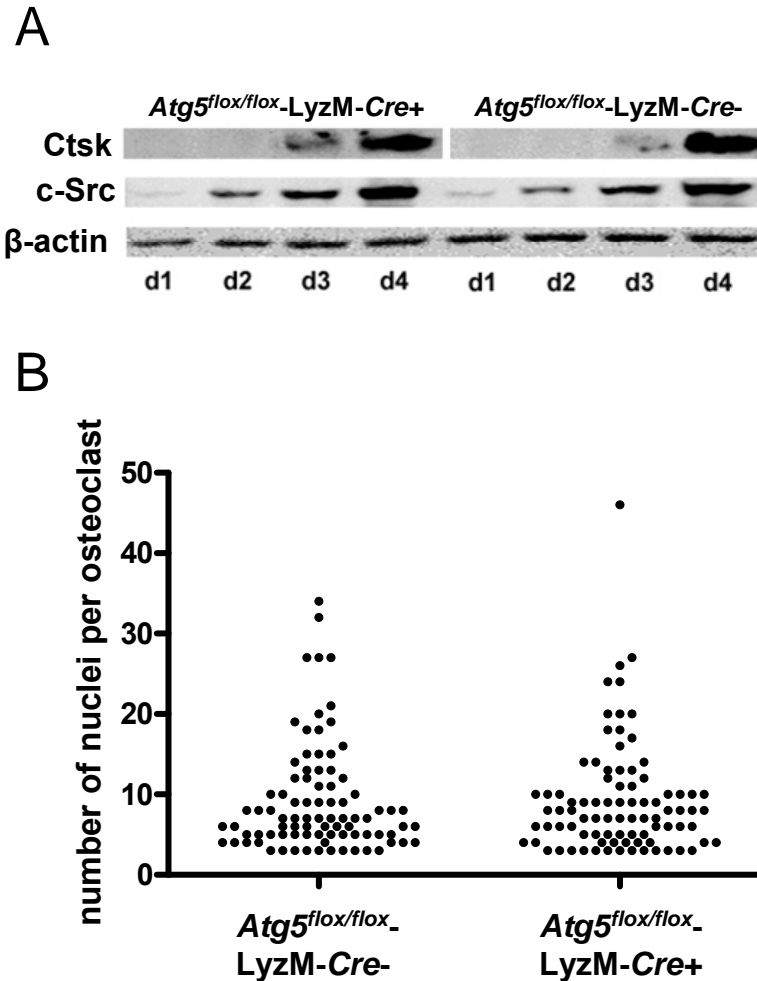 A
Atg5flox/flox-LyzM-Cre+ Atg5flox/flox-LyzM-Cre-
Ctsk
c-Src
β-actin
d1 d2 d3 d4 d1 d2 d3 d4
B
number of nuclei per osteoclast
50
40
30
20
10
0
Atg5flox/flox- Atg5flox/flox-
LyzM-Cre- LyzM-Cre+